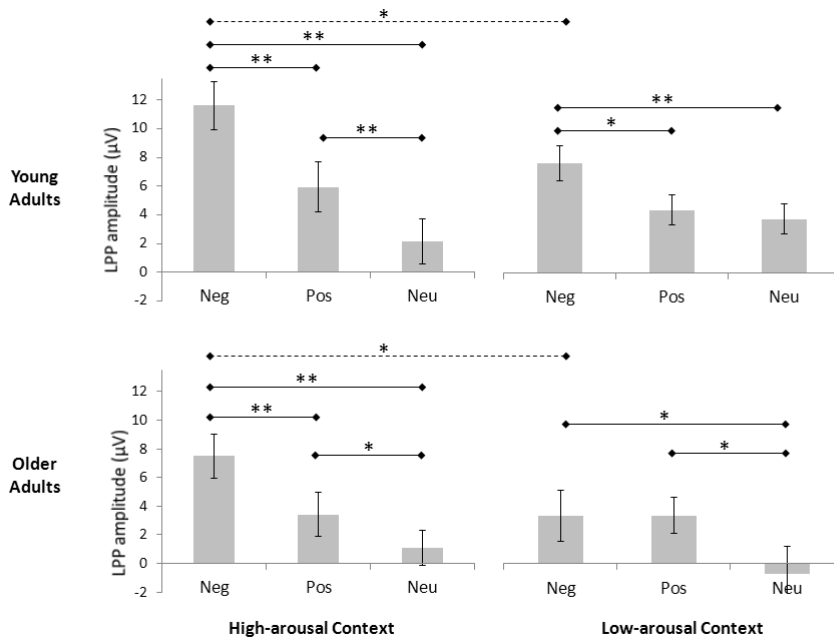 *
**
**
**
12
10
8
6
4
2
0
-2
LPP amplitude (µV)
Young
Adults
Neg Pos Neu
**
*
Neg Pos Neu
*
**
**
*
12
10
8
6
4
2
0
-2
LPP amplitude (µV)
Older
Adults
Neg Pos Neu
*
*
Neg Pos Neu
High-arousal Context Low-arousal Context